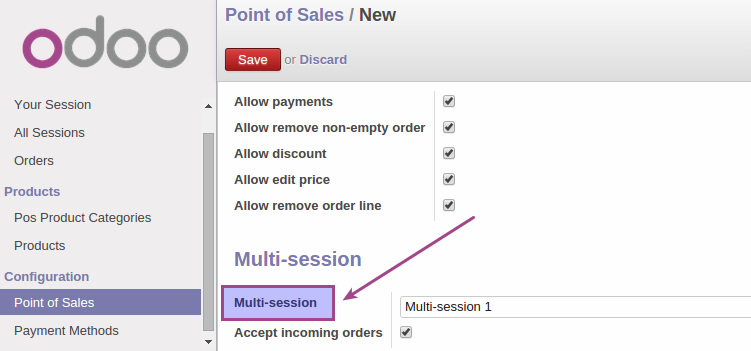 odoo
Point of Sales / New
Save or Discard
Your Session
All Sessions
Orders
Products
Pos Product Categories
Products
Configuration
Point of Sales
Payment Methods
Allow payments
Allow remove non-empty order
Allow discount
Allow edit price
Allow remove order line
Multi-session
Multi-session Multi-session 1
Accept incoming orders